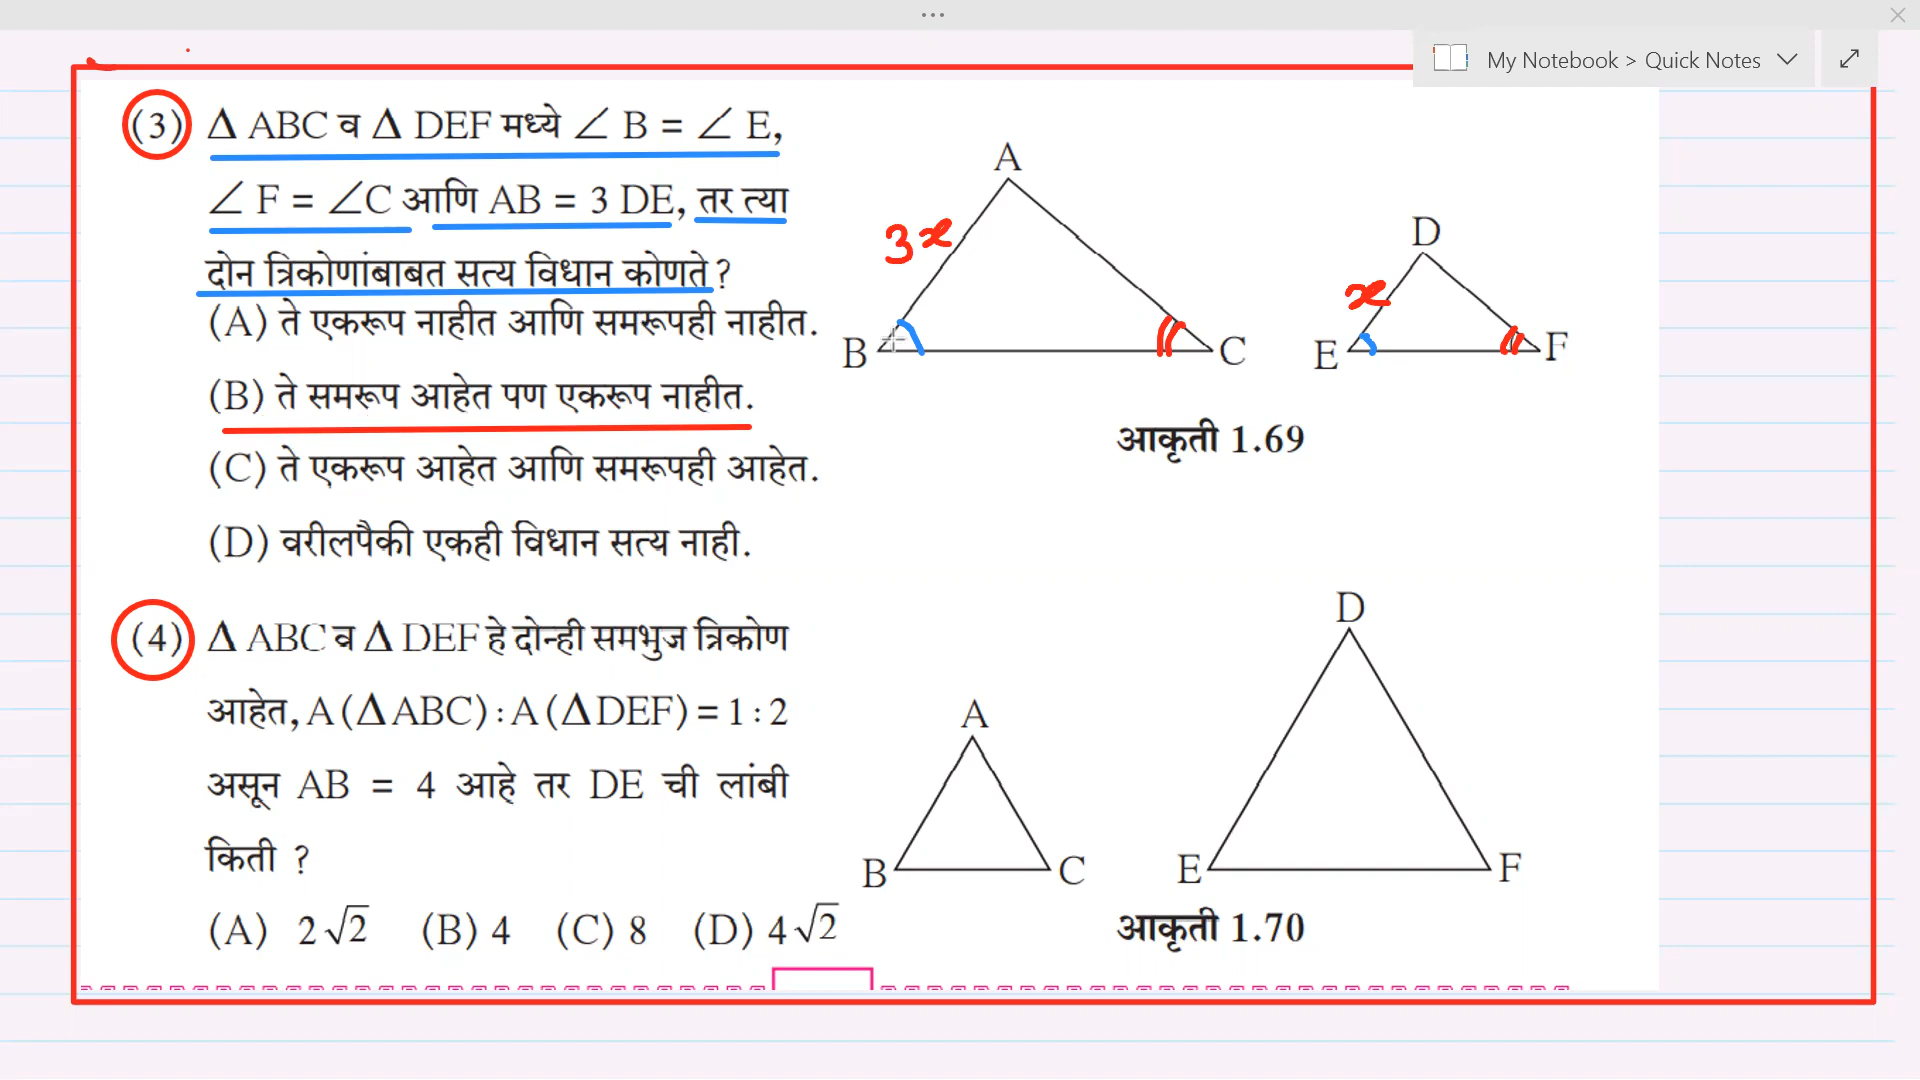 My Notebook > Quick Notes
(3) Δ ABC व Δ DEF मध्ये ∠ B = ∠ E,
∠ F = ∠C आणि AB = 3 DE, तर त्या
दोन त्रिकोणांबाबत सत्य विधान कोणते ?
(A) ते एकरूप नाहीत आणि समरूपही नाहीत.
(B) ते समरूप आहेत पण एकरूप नाहीत.
(C) ते एकरूप आहेत आणि समरूपही आहेत.
(D) वरीलपैकी एकही विधान सत्य नाही.
A
3x
B
C
D
x
E
F
आकृती 1.69
(4) Δ ABC व Δ DEF हे दोन्ही समभुज त्रिकोण
आहेत, A (Δ ABC) : A (Δ DEF) = 1 : 2
असून AB = 4 आहे तर DE ची लांबी
किती ?
(A) 2√2 (B) 4 (C) 8 (D) 4√2
A
B
C
D
E
F
आकृती 1.70